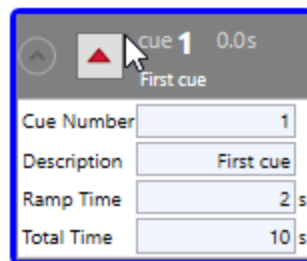 cue 1 0.0s
First cue
Cue Number 1
Description First cue
Ramp Time 2 s
Total Time 10 s